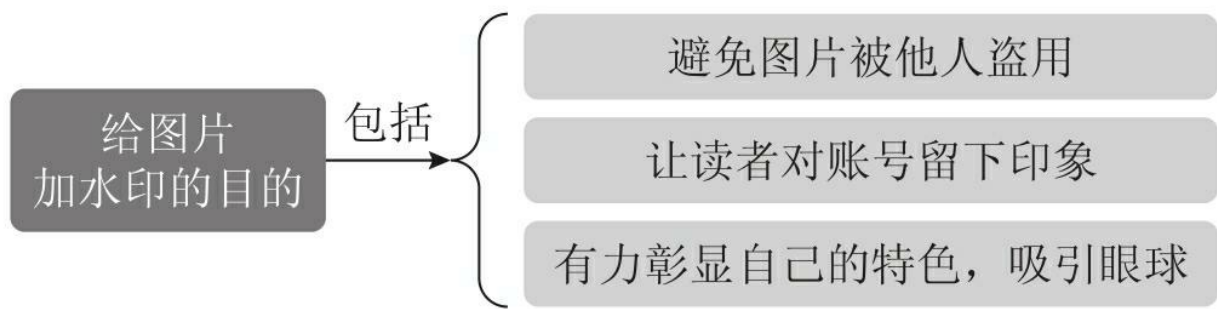 给图片
加水印的目的
包括
避免图片被他人盗用
让读者对账号留下印象
有力彰显自己的特色，吸引眼球